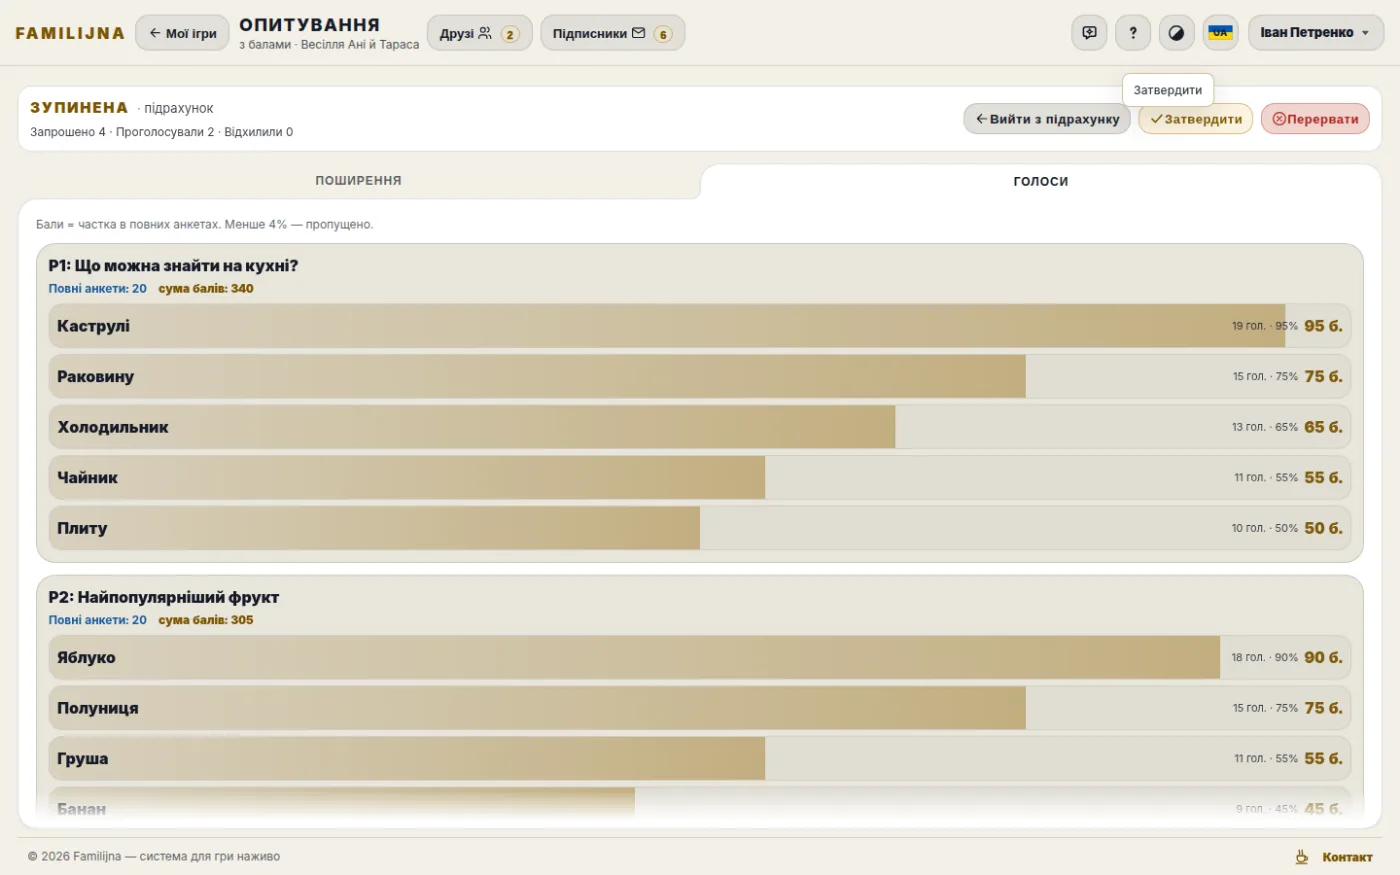 FAMILIJNA
← Мої ігри
ОПИТУВАННЯ
з балами · Весілля Ані й Тараса
Друзі 2
Підписники 6
?
UA
Іван Петренко
Затвердити
ЗУПИНЕНА · підрахунок
Запрошено 4 · Проголосували 2 · Відхилили 0
←Вийти з підрахунку
Затвердити
Перервати
ПОШИРЕННЯ
ГОЛОСИ
Бали = частка в повних анкетах. Менше 4% — пропущено.
P1: Що можна знайти на кухні?
Повні анкети: 20 сума балів: 340
Каструлі 19 гол. · 95% 95 б.
Раковину 15 гол. · 75% 75 б.
Холодильник 13 гол. · 65% 65 б.
Чайник 11 гол. · 55% 55 б.
Плиту 10 гол. · 50% 50 б.
P2: Найпопулярніший фрукт
Повні анкети: 20 сума балів: 305
Яблуко 18 гол. · 90% 90 б.
Полуниця 15 гол. · 75% 75 б.
Груша 11 гол. · 55% 55 б.
Банан 9 гол. · 45% 45 б.
© 2026 Familijna — система для гри наживо
Контакт